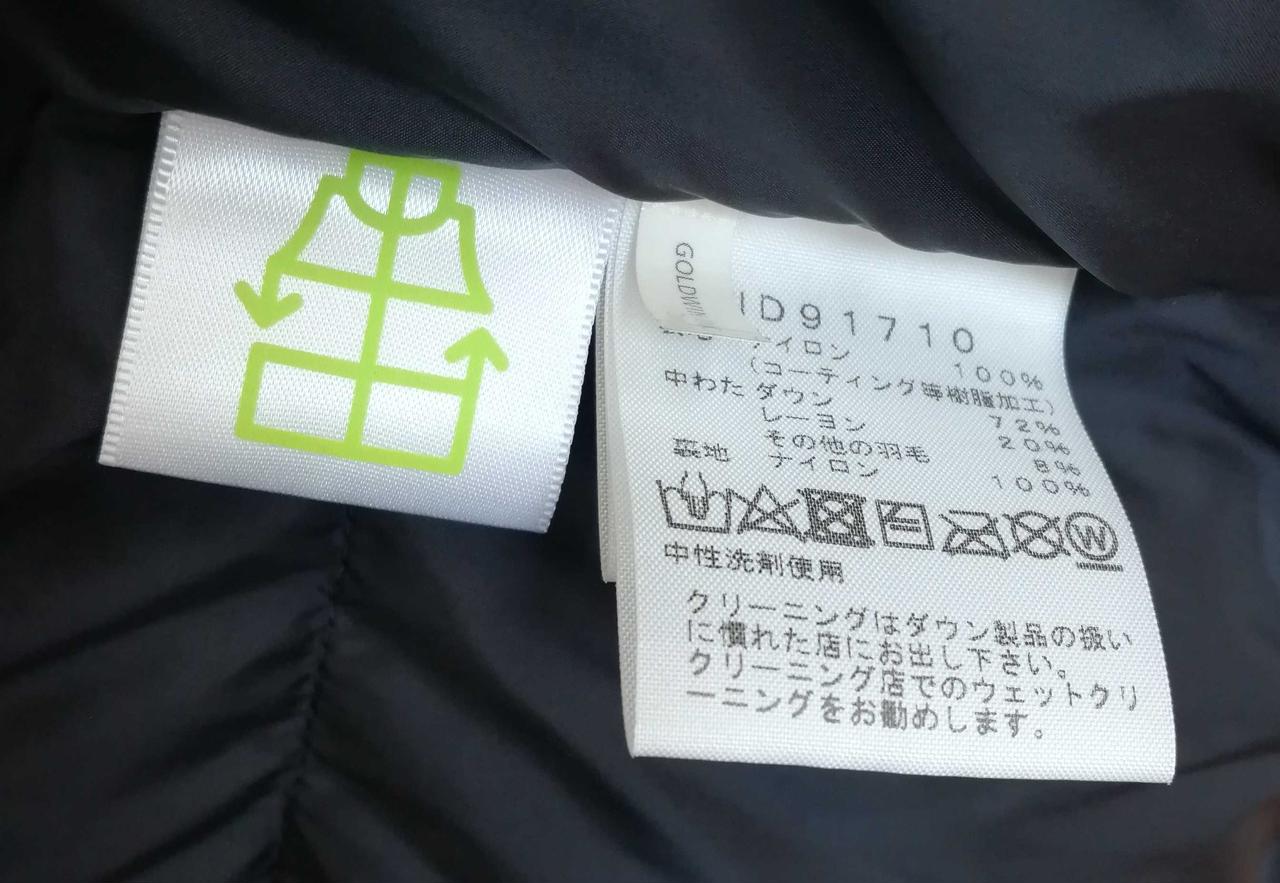 GOLDWIN
ID91710
ナイロン 100%
(コーティング等樹脂加工)
中わた ダウン 72%
レーヨン 20%
その他の羽毛 8%
裏地 ナイロン 100%
W
中性洗剤使用
クリーニングはダウン製品の扱い
に慣れた店にお出し下さい。
クリーニング店でのウェットクリ
ーニングをお勧めします。